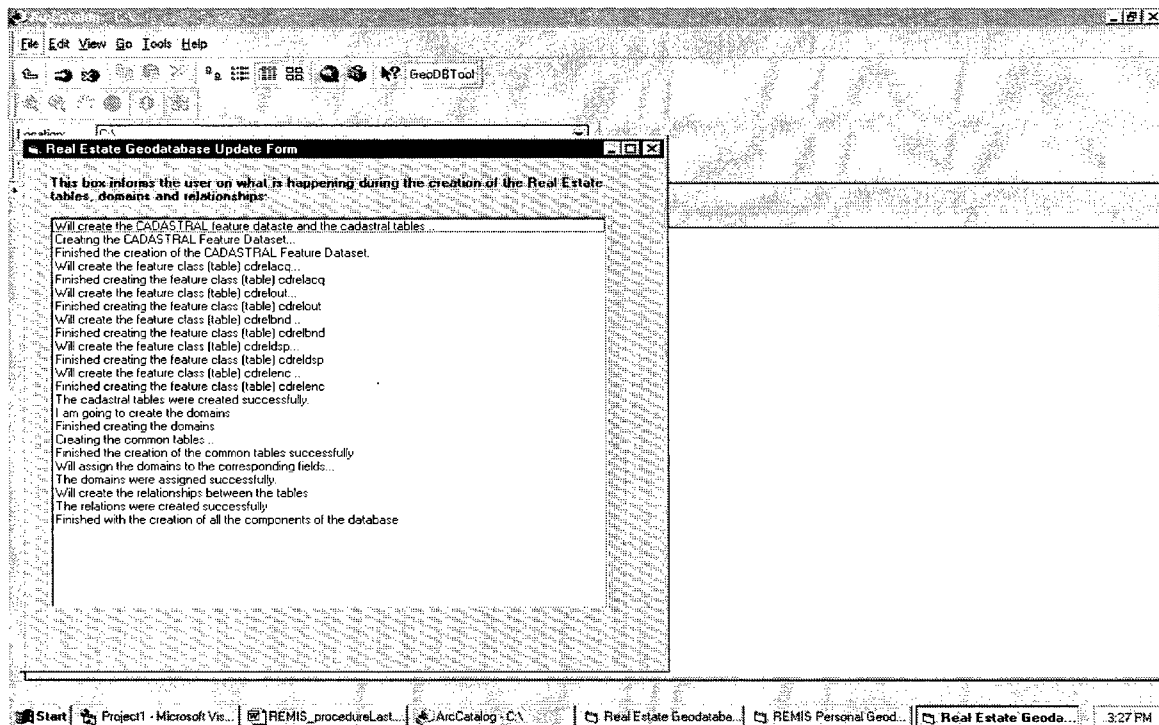 ArcCatalog - C:\
File Edit View Go Tools Help
GeoDBTool
Location: C:\
Real Estate Geodatabase Update Form
This box informs the user on what is happening during the creation of the Real Estate
tables, domains and relationships:
Will create the CADASTRAL feature dataste and the cadastral tables...
Creating the CADASTRAL Feature Dataset...
Finished the creation of the CADASTRAL Feature Dataset.
Will create the feature class (table) cdrelacq...
Finished creating the feature class (table) cdrelacq
Will create the feature class (table) cdrelout...
Finished creating the feature class (table) cdrelout
Will create the feature class (table) cdrelbnd...
Finished creating the feature class (table) cdrelbnd
Will create the feature class (table) cdreldsp...
Finished creating the feature class (table) cdreldsp
Will create the feature class (table) cdrelenc...
Finished creating the feature class (table) cdrelenc
The cadastral tables were created successfully.
I am going to create the domains
Finished creating the domains
Creating the common tables...
Finished the creation of the common tables successfully
Will assign the domains to the corresponding fields...
The domains were assigned successfully.
Will create the relationships between the tables
The relations were created successfully
Finished with the creation of all the components of the database
Start Project1 - Microsoft Vis... REMIS_procedureLast... ArcCatalog - C:\ Real Estate Geodataba... REMIS Personal Geod... Real Estate Geoda... 3:27 PM